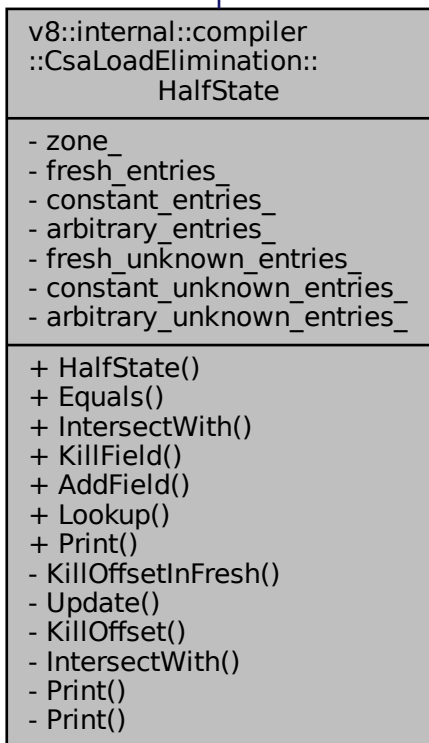 v8::internal::compiler
::CsaLoadElimination::
HalfState
- zone_
- fresh_entries_
- constant_entries_
- arbitrary_entries_
- fresh_unknown_entries_
- constant_unknown_entries_
- arbitrary_unknown_entries_
+ HalfState()
+ Equals()
+ IntersectWith()
+ KillField()
+ AddField()
+ Lookup()
+ Print()
- KillOffsetInFresh()
- Update()
- KillOffset()
- IntersectWith()
- Print()
- Print()